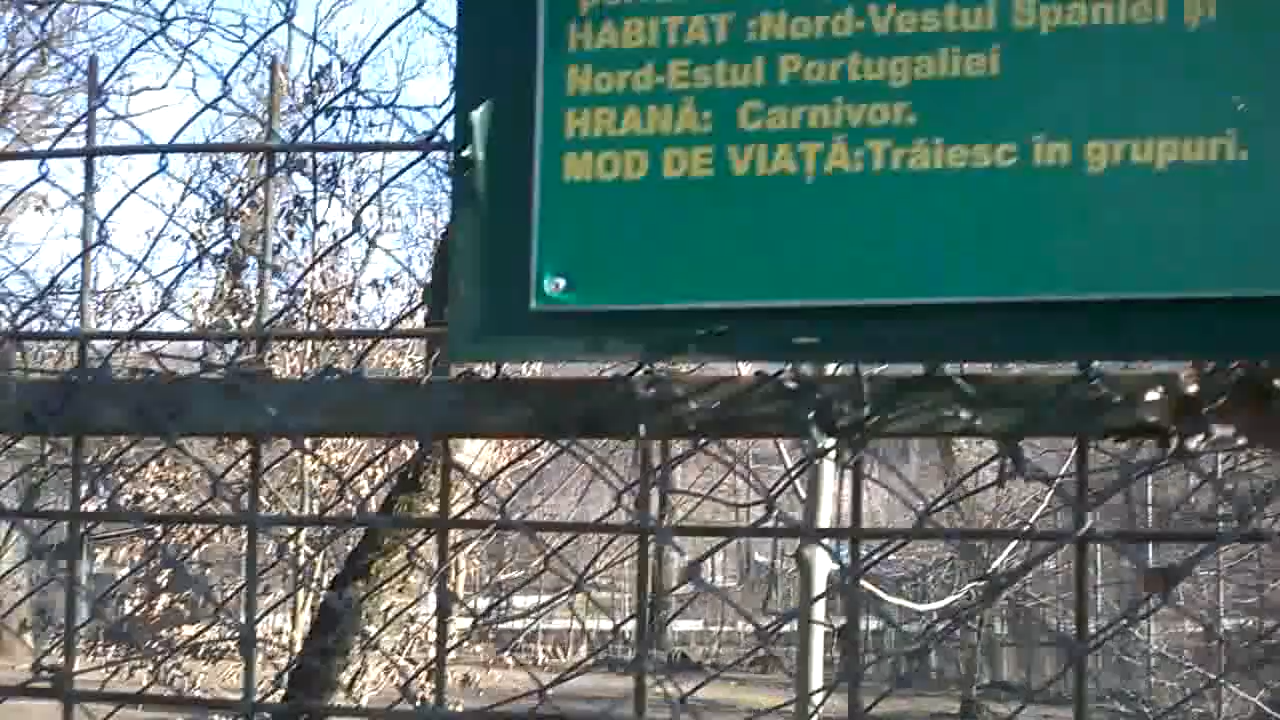 HABITAT :Nord-Vestul Spaniei și
Nord-Estul Portugaliei
HRANĂ: Carnivor.
MOD DE VIAȚĂ:Trăiesc în grupuri.